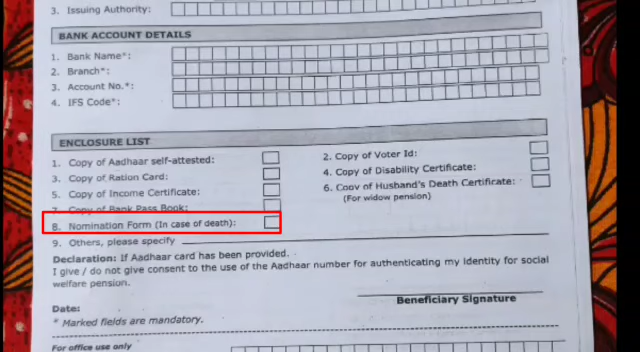 3. Issuing Authority:
BANK ACCOUNT DETAILS
1. Bank Name*:
2. Branch*:
3. Account No.*:
4. IFS Code*:
ENCLOSURE LIST
1. Copy of Aadhaar self-attested:
2. Copy of Voter Id:
3. Copy of Ration Card:
4. Copy of Disability Certificate:
5. Copy of Income Certificate:
6. Copy of Husband's Death Certificate:
(For widow pension)
7. Copy of Bank Pass Book:
8. Nomination Form (In case of death):
9. Others, please specify
Declaration: If Aadhaar card has been provided.
I give / do not give consent to the use of the Aadhaar number for authenticating my identity for social
welfare pension.
Beneficiary Signature
Date:
* Marked fields are mandatory.
For office use only